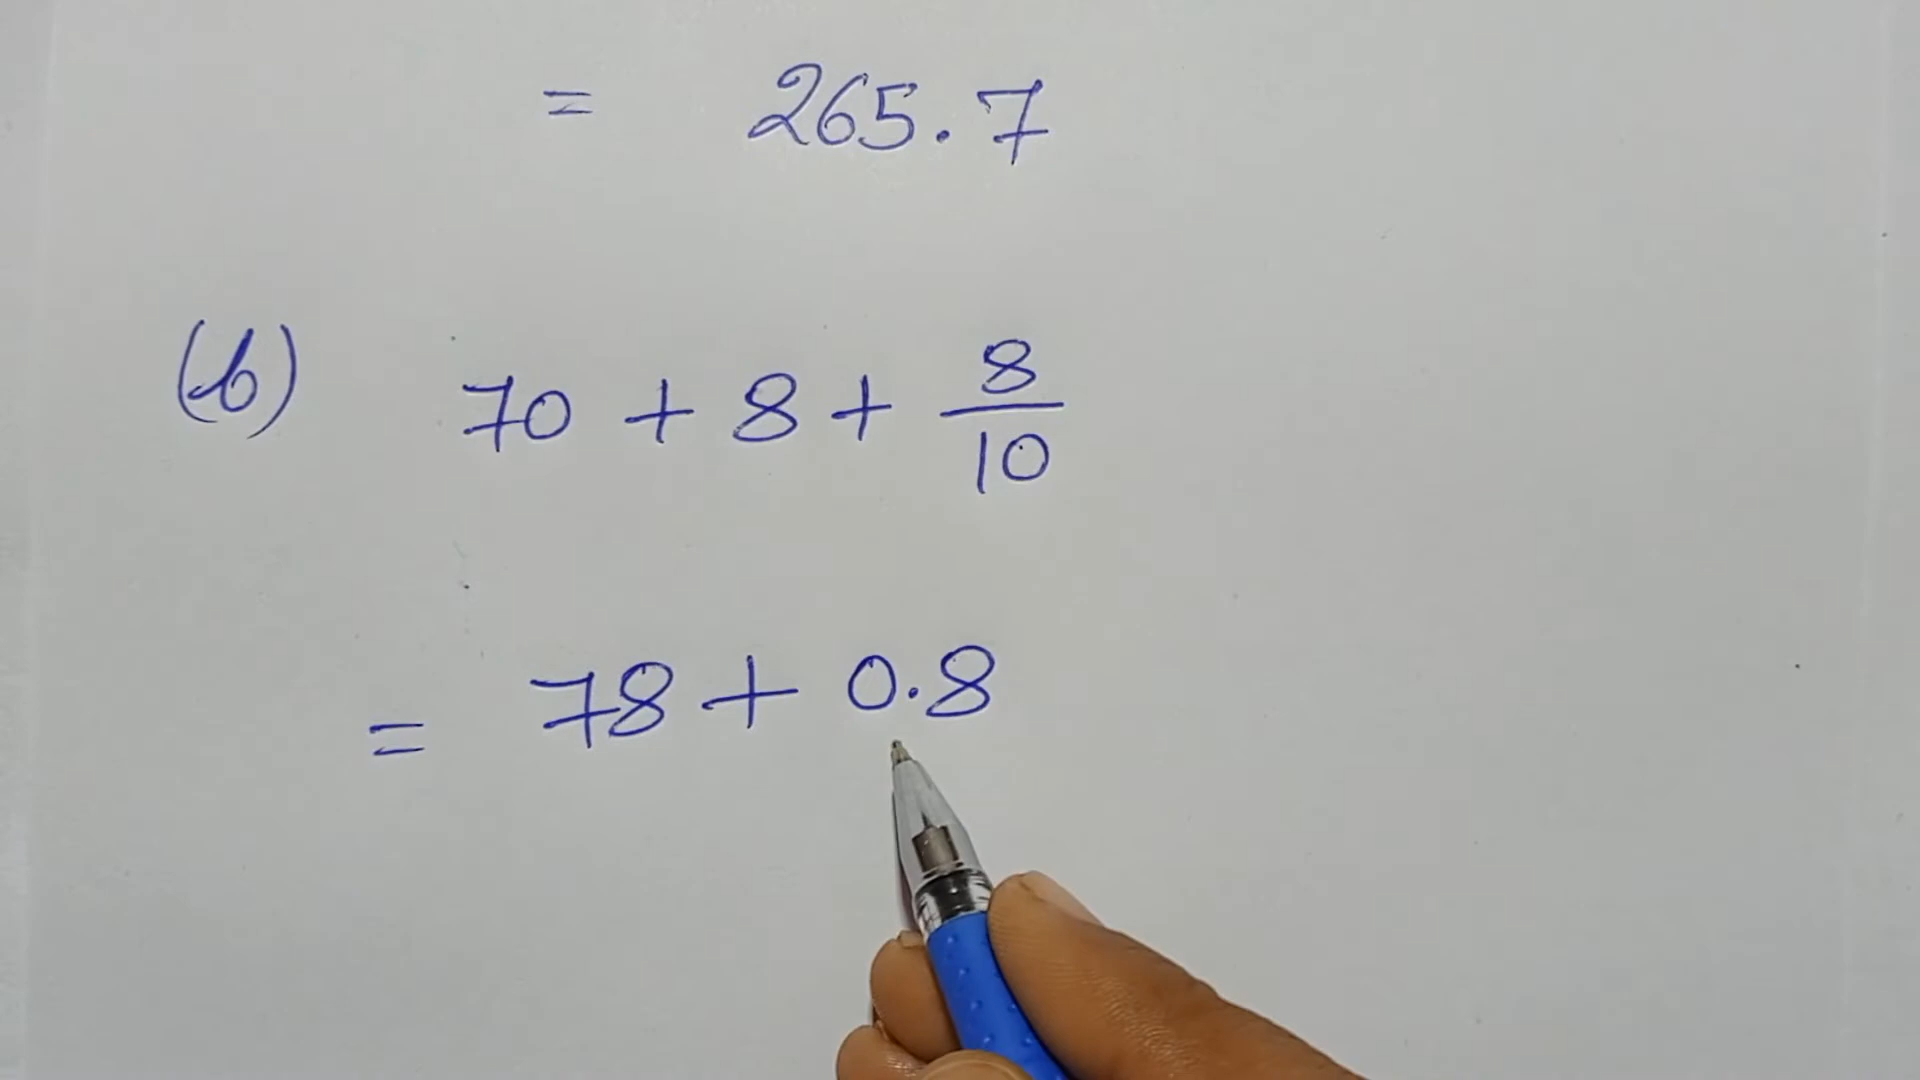 = 265.7
(b) 70 + 8 + 8/10
= 78 + 0.8